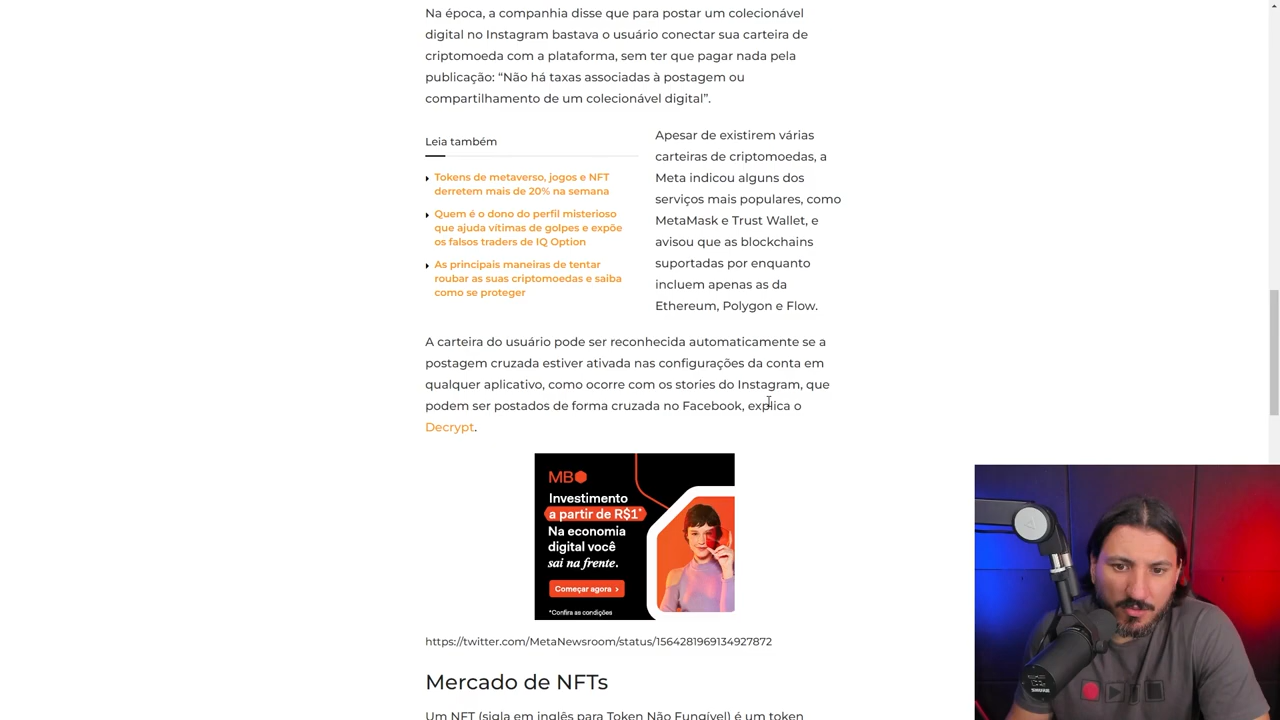 Na época, a companhia disse que para postar um colecionável
digital no Instagram bastava o usuário conectar sua carteira de
criptomoeda com a plataforma, sem ter que pagar nada pela
publicação: “Não há taxas associadas à postagem ou
compartilhamento de um colecionável digital”.
Leia também
Tokens de metaverso, jogos e NFT
derretem mais de 20% na semana
Quem é o dono do perfil misterioso
que ajuda vítimas de golpes e expõe
os falsos traders de IQ Option
As principais maneiras de tentar
roubar as suas criptomoedas e saiba
como se proteger
Apesar de existirem várias
carteiras de criptomoedas, a
Meta indicou alguns dos
serviços mais populares, como
MetaMask e Trust Wallet, e
avisou que as blockchains
suportadas por enquanto
incluem apenas as da
Ethereum, Polygon e Flow.
A carteira do usuário pode ser reconhecida automaticamente se a
postagem cruzada estiver ativada nas configurações da conta em
qualquer aplicativo, como ocorre com os stories do Instagram, que
podem ser postados de forma cruzada no Facebook, explica o
Decrypt.
MB
Investimento
a partir de R$1*
Na economia
digital você
sai na frente.
Começar agora >
*Confira as condições
https://twitter.com/MetaNewsroom/status/1564281969134927872
Mercado de NFTs
Um NFT (sigla em inglês para Token Não Fungível) é um token
SHURE